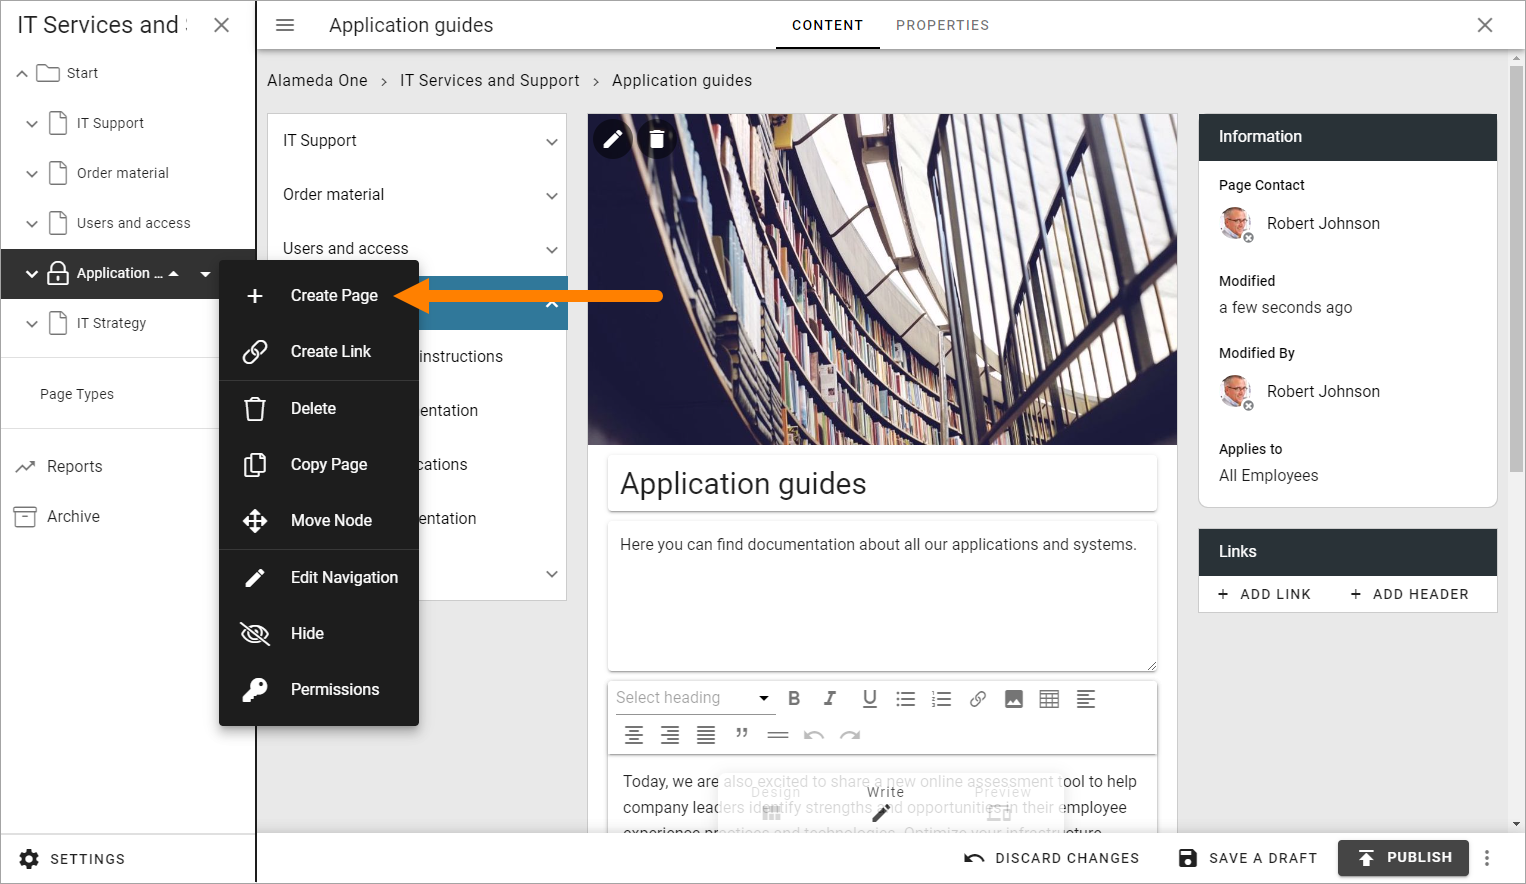 IT Services and
Application guides
CONTENT
PROPERTIES
Start
IT Support
Order material
Users and access
Application ...
IT Strategy
Page Types
Reports
Archive
SETTINGS
Create Page
Create Link
Delete
Copy Page
Move Node
Edit Navigation
Hide
Permissions
Alameda One > IT Services and Support > Application guides
IT Support
Order material
Users and access
instructions
entation
cations
entation
Application guides
Here you can find documentation about all our applications and systems.
Select heading
Today, we are also excited to share a new online assessment tool to help
company leaders identify strengths and opportunities in their employee
experience practices and technologies. Optimize your infrastructure
Design
Write
Preview
Information
Page Contact
Robert Johnson
Modified
a few seconds ago
Modified By
Robert Johnson
Applies to
All Employees
Links
+ ADD LINK
+ ADD HEADER
DISCARD CHANGES
SAVE A DRAFT
PUBLISH